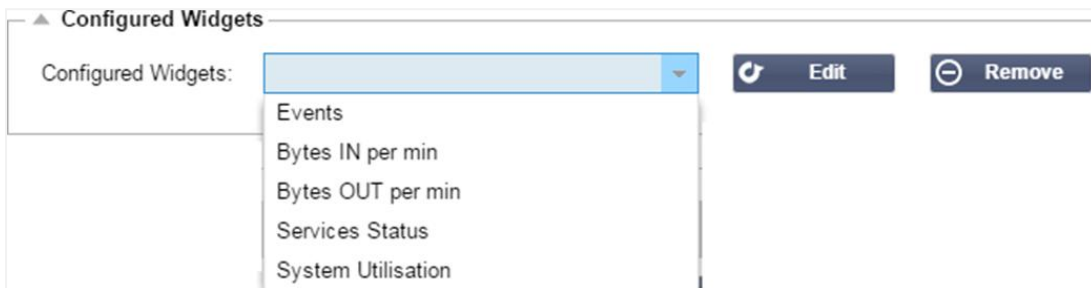 Configured Widgets
Configured Widgets: Edit Remove
Events
Bytes IN per min
Bytes OUT per min
Services Status
System Utilisation